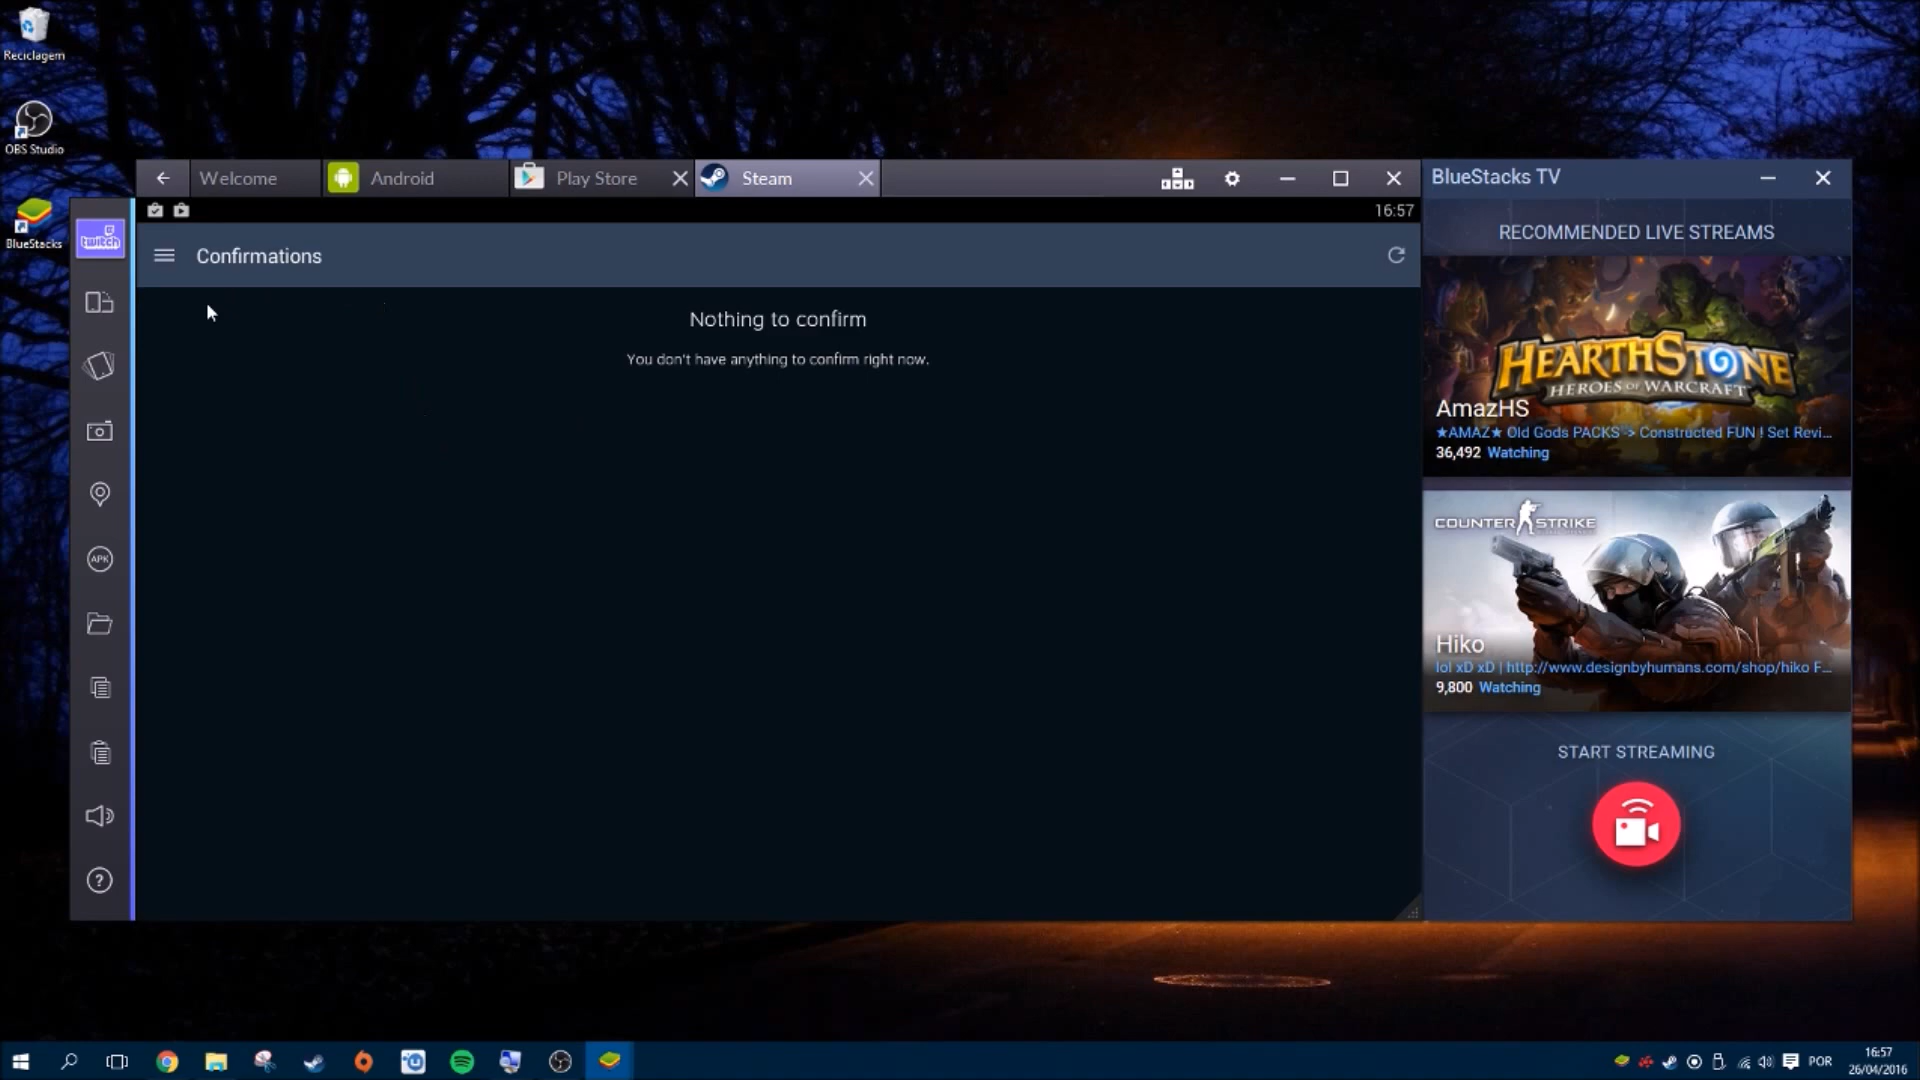 Reciclagem
OBS Studio
BlueStacks
Welcome
Android
Play Store
Steam
16:57
twitch
Confirmations
Nothing to confirm
You don't have anything to confirm right now.
APK
?
BlueStacks TV
RECOMMENDED LIVE STREAMS
HEARTHSTONE
HEROES OF WARCRAFT
AmazHS
★AMAZ★ Old Gods PACKS -> Constructed FUN ! Set Revi...
36,492 Watching
COUNTER STRIKE
Hiko
lol xD xD | http://www.designbyhumans.com/shop/hiko F...
9,800 Watching
START STREAMING
POR
16:57
26/04/2016